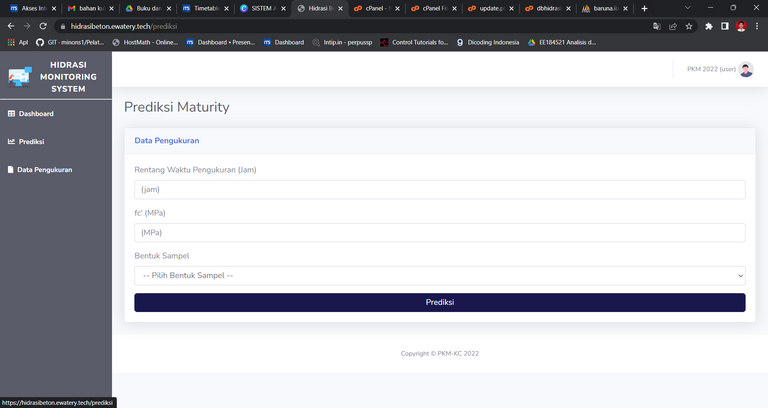 Akses Ini
bahan ku
Buku dan
Timetabl
SISTEM A
Hidrasi B
cPanel -
cPanel Fi
update.p
dbhidras
baruna.i
hidrasibeton.ewatery.tech/prediksi
Apl
GIT - minons1/Pelat...
HostMath - Online...
Dashboard • Presen...
Dashboard
Intip.in - perpussp
Control Tutorials fo...
Dicoding Indonesia
EE184521 Analisis d...
HIDRASI
MONITORING
SYSTEM
PKM 2022 (user)
Dashboard
Prediksi
Data Pengukuran
Prediksi Maturity
Data Pengukuran
Rentang Waktu Pengukuran (Jam)
(jam)
fc' (MPa)
(MPa)
Bentuk Sampel
-- Pilih Bentuk Sampel --
Prediksi
Copyright © PKM-KC 2022
https://hidrasibeton.ewatery.tech/prediksi